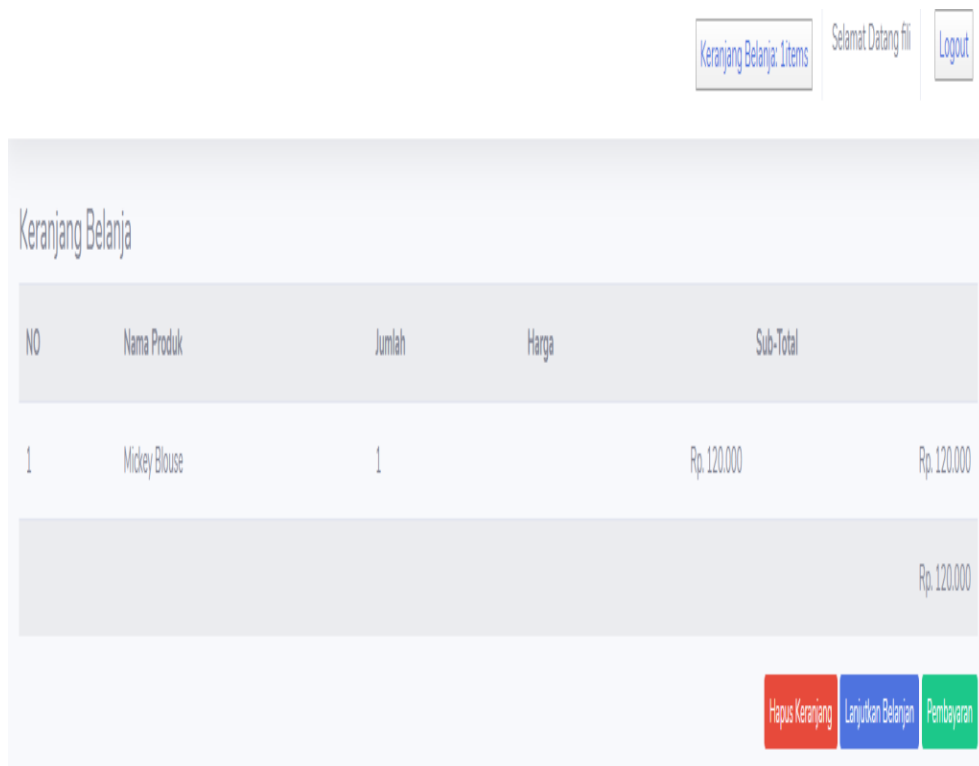 Keranjang Belanja: 1items Selamat Datang fili Logout
Keranjang Belanja
NO Nama Produk Jumlah Harga Sub-Total
1 Mickey Blouse 1 Rp. 120.000 Rp. 120.000
Rp. 120.000
Hapus Keranjang Lanjutkan Belanjan Pembayaran